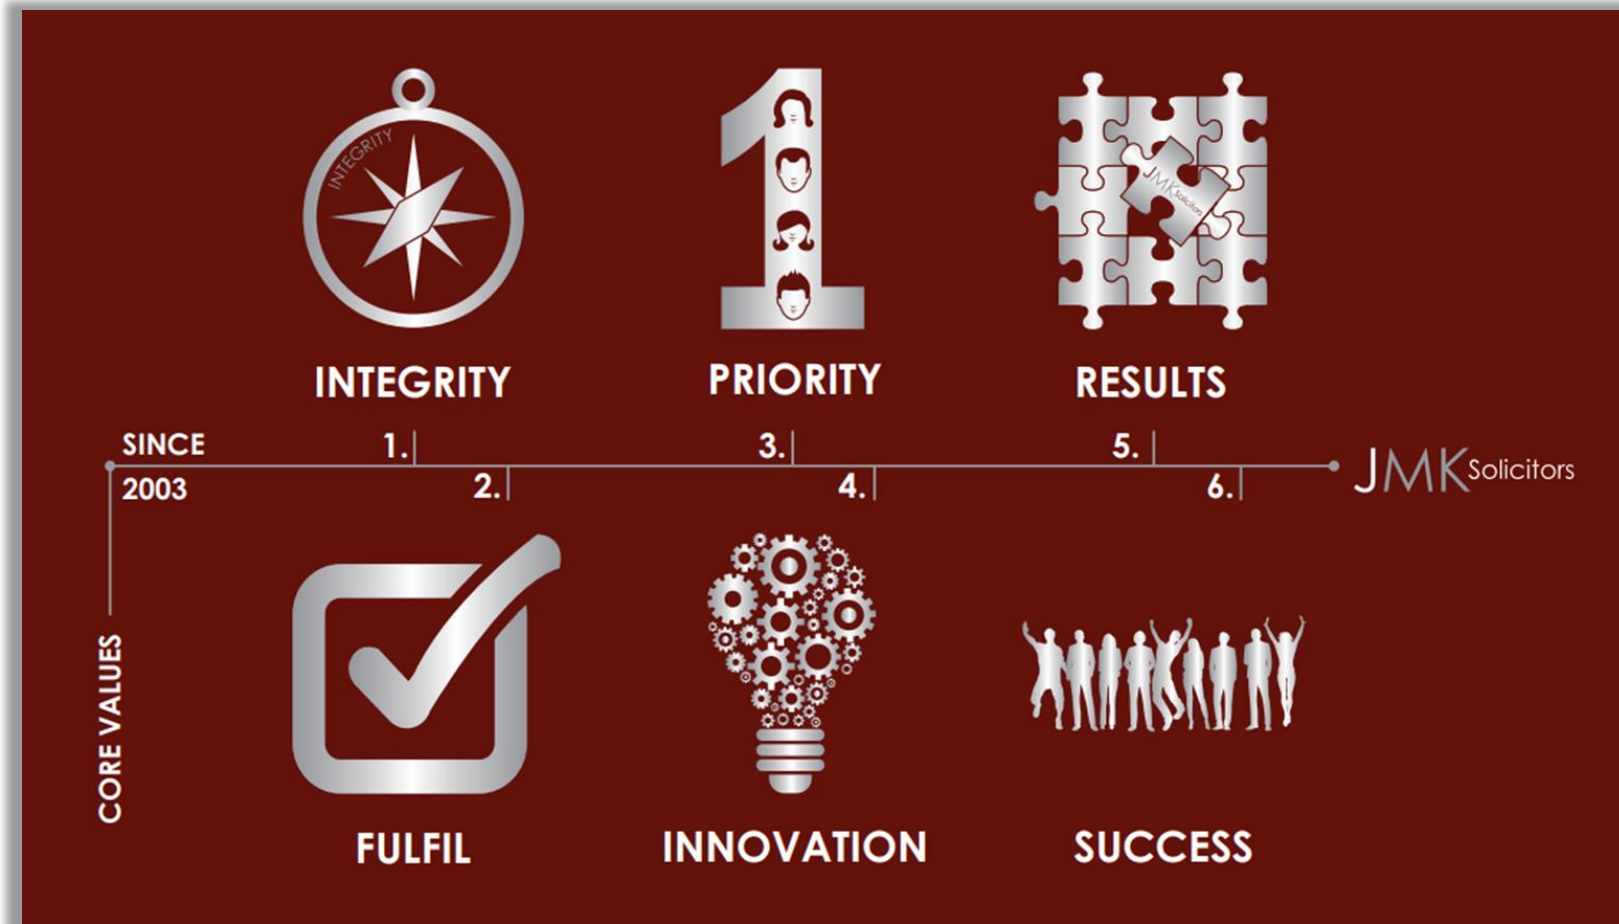 INTEGRITY
1
JMK Solicitors
INTEGRITY
PRIORITY
RESULTS
SINCE
1.
3.
5.
2003
2.
4.
6.
JMK Solicitors
CORE VALUES
FULFIL
INNOVATION
SUCCESS